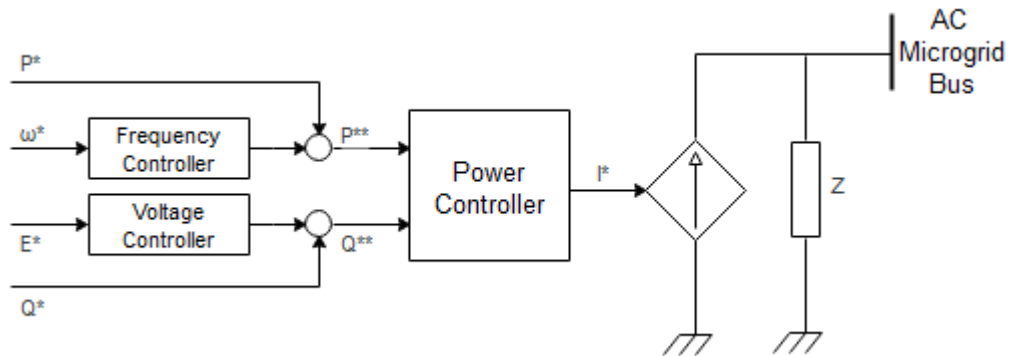 AC
Microgrid
Bus
P*
ω*
Frequency
Controller
P**
Power
Controller
I*
Z
E*
Voltage
Controller
Q**
Q*